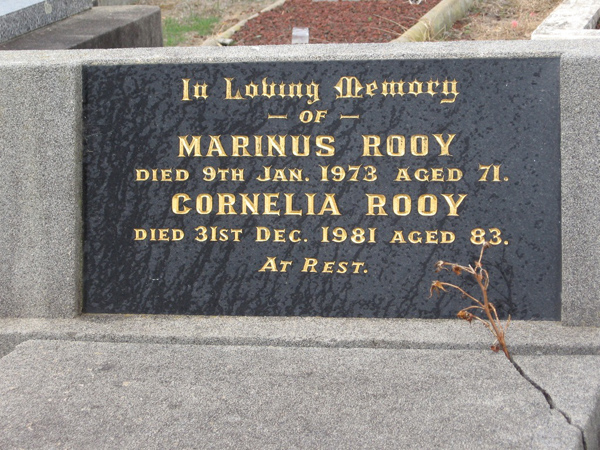 In Loving Memory
— OF —
MARINUS ROOY
DIED 9TH JAN. 1973 AGED 71.
CORNELIA ROOY
DIED 31ST DEC. 1981 AGED 83.
AT REST.